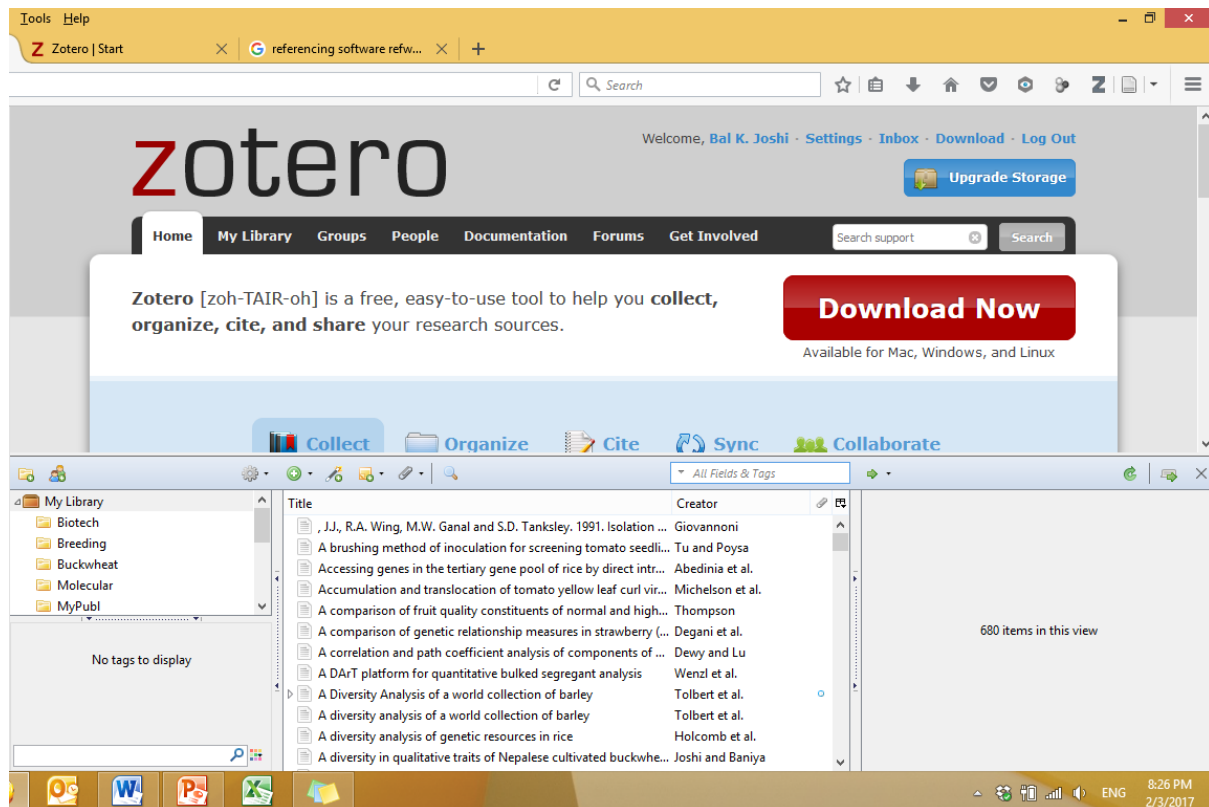 Tools Help
Z Zotero | Start
G referencing software refw...
Search
Z
zotero
Welcome, Bal K. Joshi · Settings · Inbox · Download · Log Out
Upgrade Storage
Home My Library Groups People Documentation Forums Get Involved
Search support Search
Zotero [zoh-TAIR-oh] is a free, easy-to-use tool to help you collect,
organize, cite, and share your research sources.
Download Now
Available for Mac, Windows, and Linux
Collect Organize Cite Sync Collaborate
All Fields & Tags
My Library
Biotech
Breeding
Buckwheat
Molecular
MyPubl
No tags to display
Title Creator
, J.J., R.A. Wing, M.W. Ganal and S.D. Tanksley. 1991. Isolation ... Giovannoni
A brushing method of inoculation for screening tomato seedli... Tu and Poysa
Accessing genes in the tertiary gene pool of rice by direct intr... Abedinia et al.
Accumulation and translocation of tomato yellow leaf curl vir... Michelson et al.
A comparison of fruit quality constituents of normal and high... Thompson
A comparison of genetic relationship measures in strawberry (... Degani et al.
A correlation and path coefficient analysis of components of ... Dewy and Lu
A DArT platform for quantitative bulked segregant analysis Wenzl et al.
A Diversity Analysis of a world collection of barley Tolbert et al.
A diversity analysis of a world collection of barley Tolbert et al.
A diversity analysis of genetic resources in rice Holcomb et al.
A diversity in qualitative traits of Nepalese cultivated buckwhe... Joshi and Baniya
680 items in this view
ENG
8:26 PM
2/3/2017